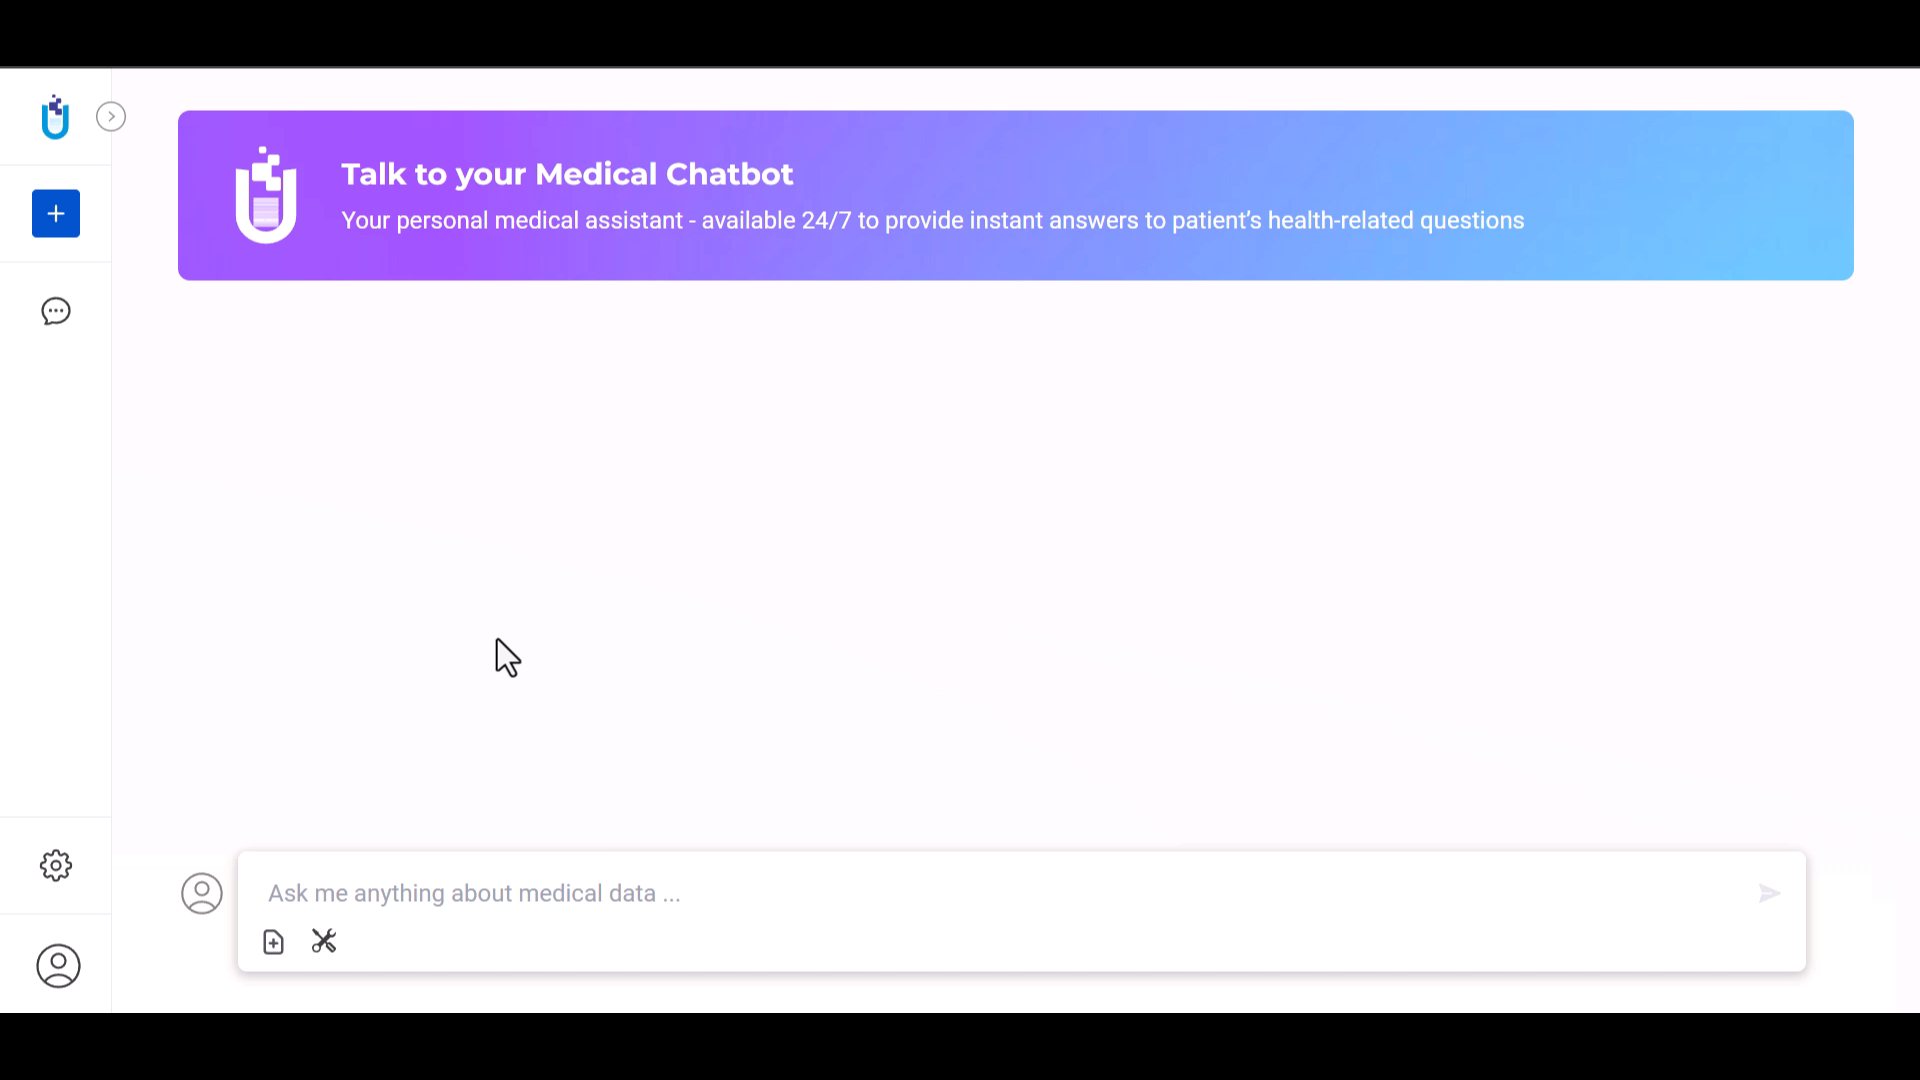 Talk to your Medical Chatbot
Your personal medical assistant - available 24/7 to provide instant answers to patient’s health-related questions
Ask me anything about medical data ...